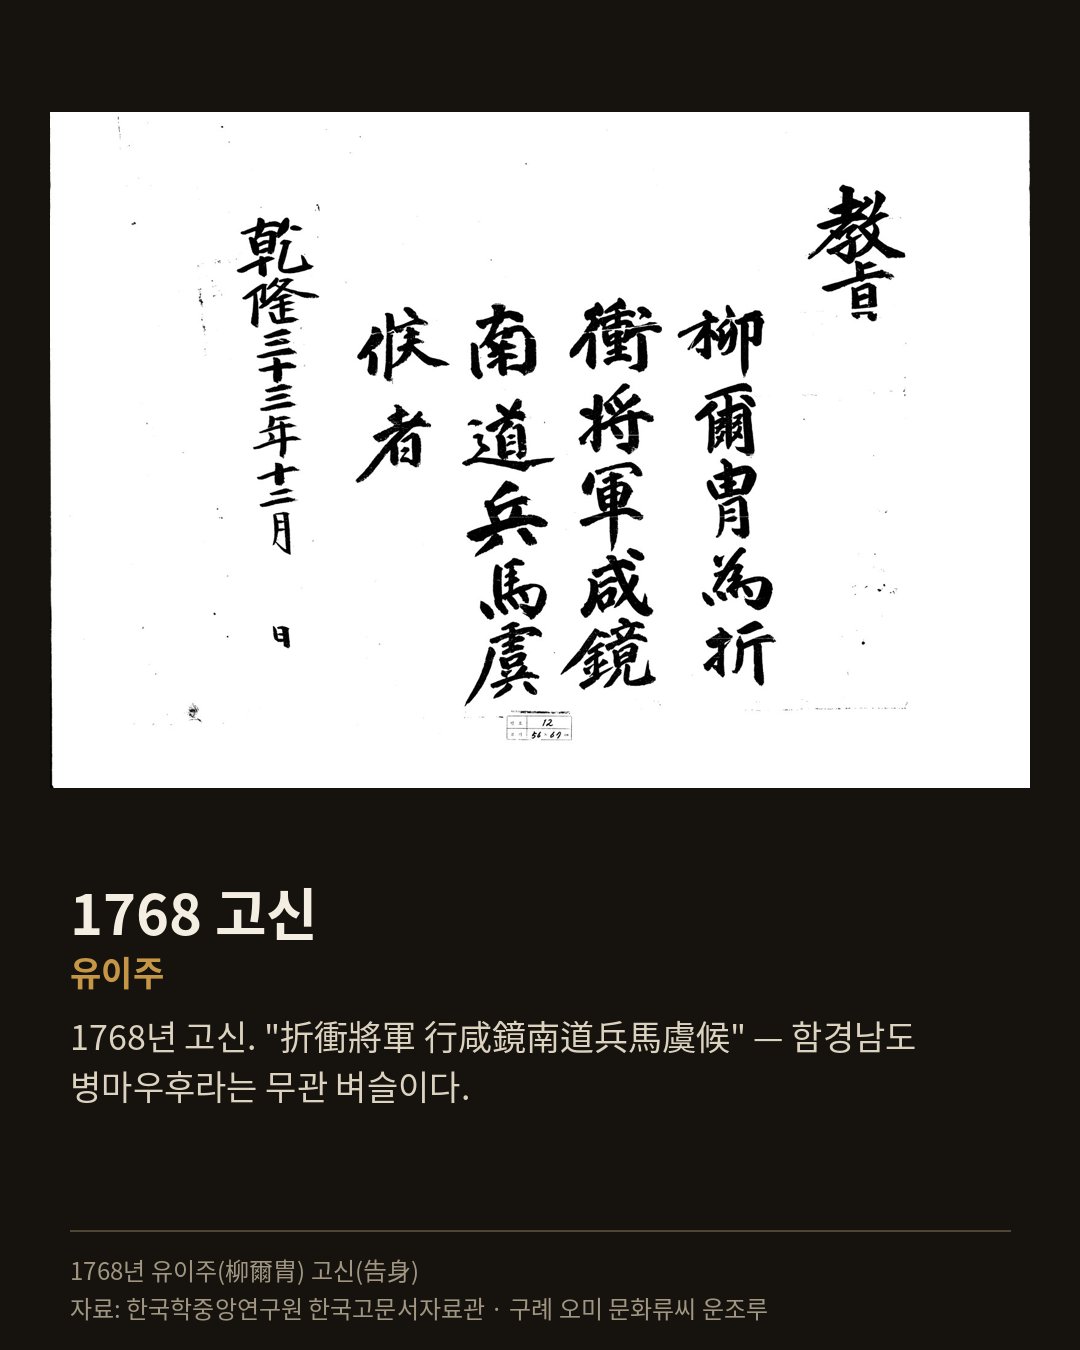 教旨
柳爾胄為折
衝將軍咸鏡
南道兵馬虞
候者
乾隆三十三年十二月 日
12
56 67
1768 고신
유이주
1768년 고신. "折衝將軍 行咸鏡南道兵馬虞候" — 함경남도
병마우후라는 무관 벼슬이다.
1768년 유이주(柳爾胄) 고신(告身)
자료: 한국학중앙연구원 한국고문서자료관 · 구례 오미 문화류씨 운조루